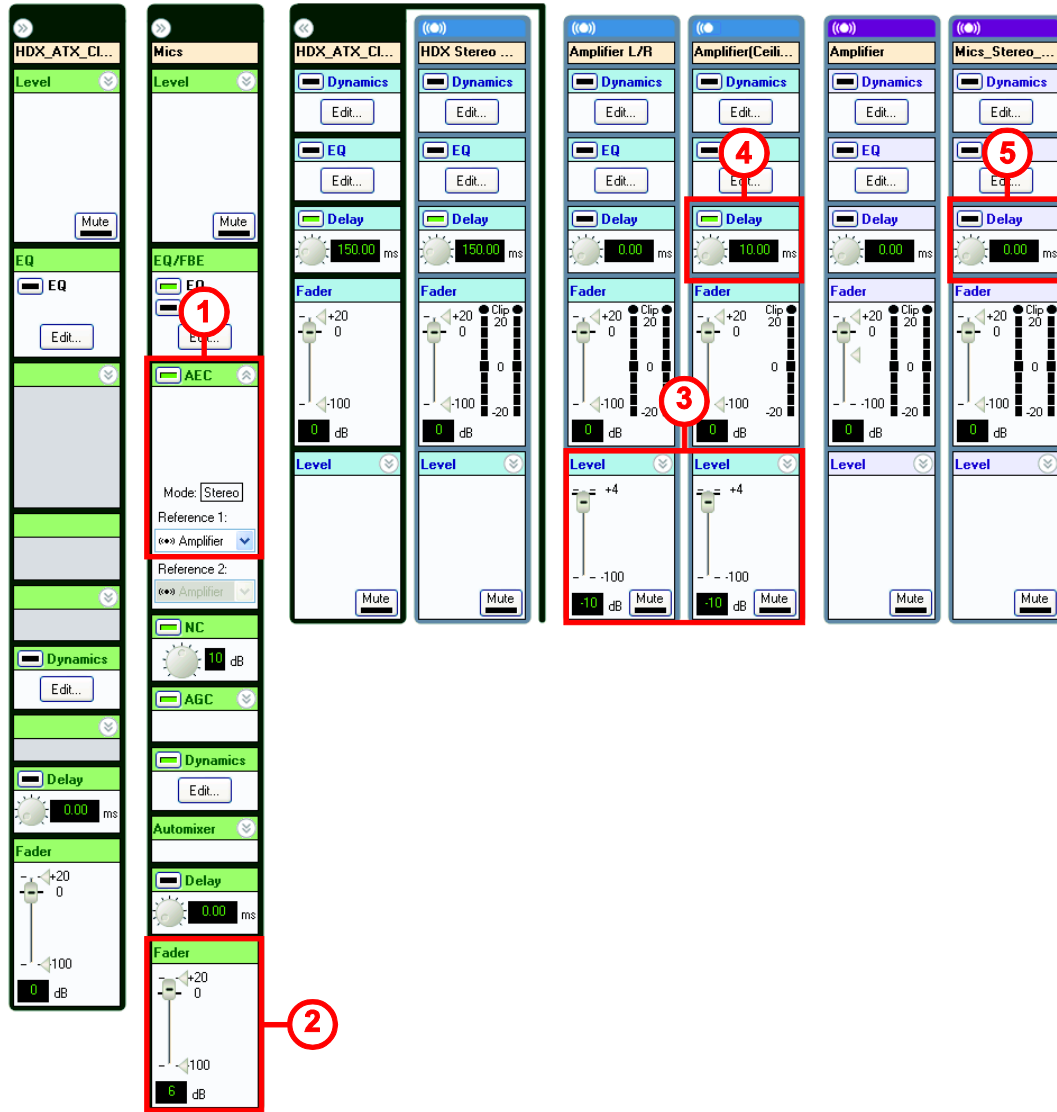 HDX_ATX_Cl...
Level
Mute
EQ
EQ
Edit...
Dynamics
Edit...
Delay
0.00 ms
Fader
+20
0
-100
0 dB
Mics
Level
Mute
EQ/FBE
EQ
1
AEC
Mode: Stereo
Reference 1:
Amplifier
Reference 2:
Amplifier
NC
10 dB
AGC
Dynamics
Edit...
Automixer
Delay
0.00 ms
Fader
+20
0
-100
6 dB
2
HDX_ATX_Cl...
Dynamics
Edit...
EQ
Edit...
Delay
150.00 ms
Fader
+20
0
-100
0 dB
Level
Mute
HDX Stereo ...
Dynamics
Edit...
EQ
Edit...
Delay
150.00 ms
Fader
+20 Clip
0 20
0
-100 -20
0 dB
Level
Mute
Amplifier L/R
Dynamics
Edit...
EQ
Edit...
Delay
0.00 ms
Fader
+20 Clip
0 20
0
-100 -20
0 dB
3
Level
+4
-100
-10 dB Mute
Amplifier(Ceili...
Dynamics
Edit...
4
Delay
10.00 ms
Fader
+20 Clip
0 20
0
-100 -20
0 dB
Level
+4
-100
-10 dB Mute
Amplifier
Dynamics
Edit...
EQ
Edit...
Delay
0.00 ms
Fader
+20 Clip
0 20
0
-100 -20
0 dB
Level
Mute
Mics_Stereo_...
Dynamics
Edit...
5
Delay
0.00 ms
Fader
+20 Clip
0 20
0
-100 -20
0 dB
Level
Mute